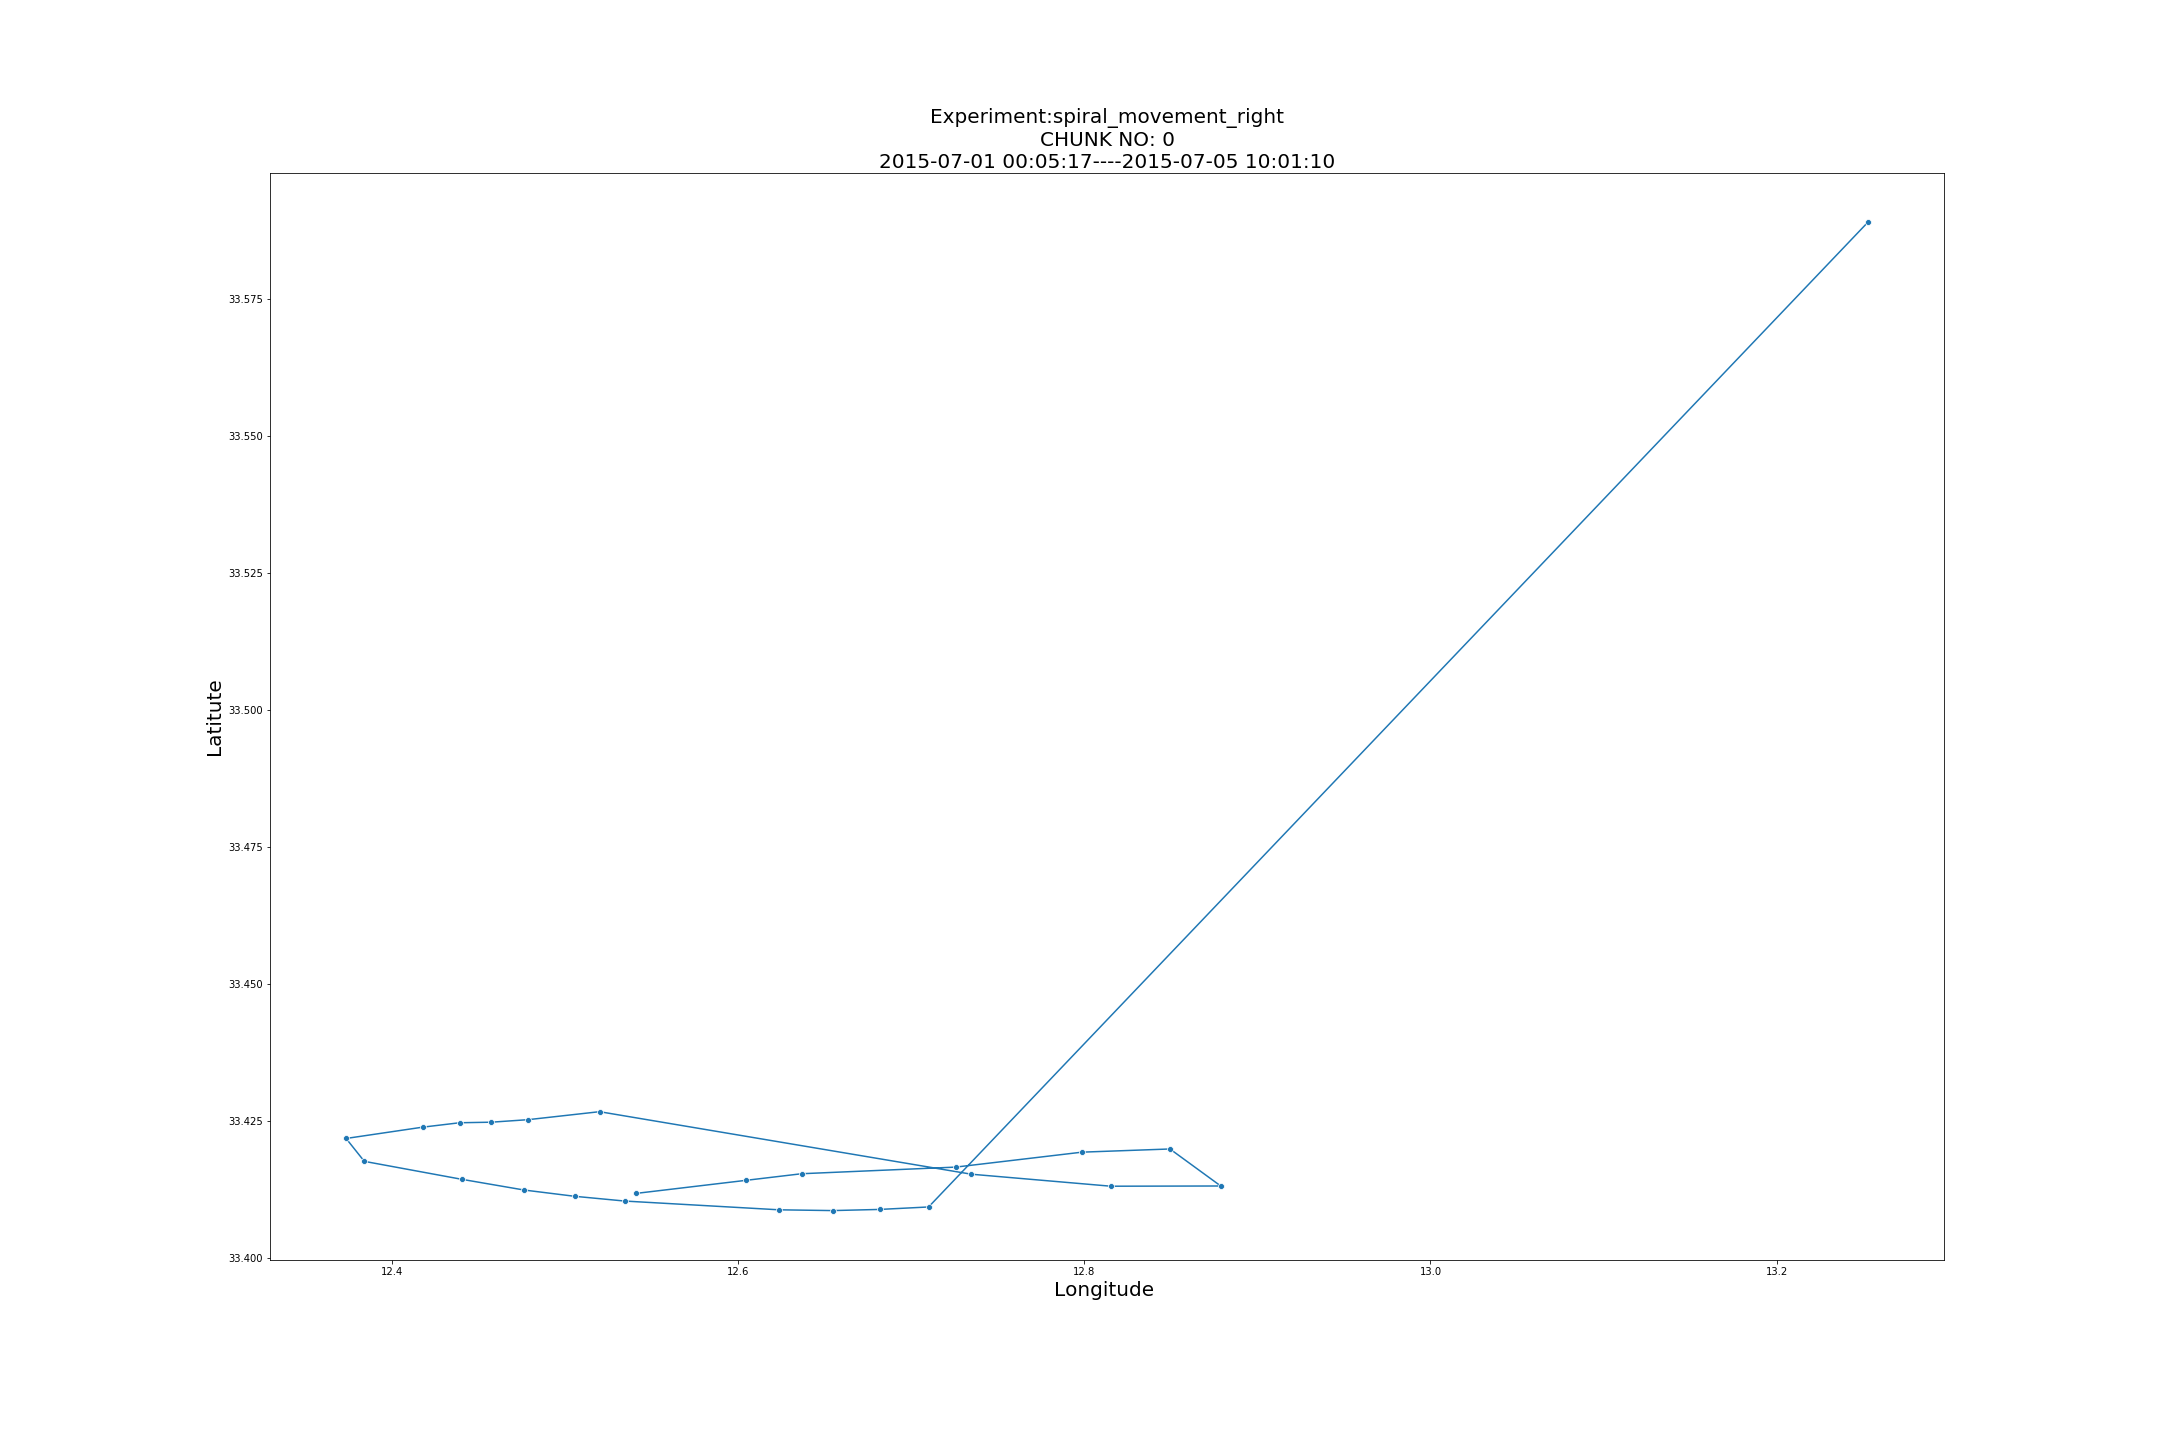 Experiment:spiral_movement_right
CHUNK NO: 0
2015-07-01 00:05:17----2015-07-05 10:01:10
33.575
33.550
33.525
33.500
33.475
33.450
33.425
33.400
Latitute
12.4
12.6
12.8
13.0
13.2
Longitude